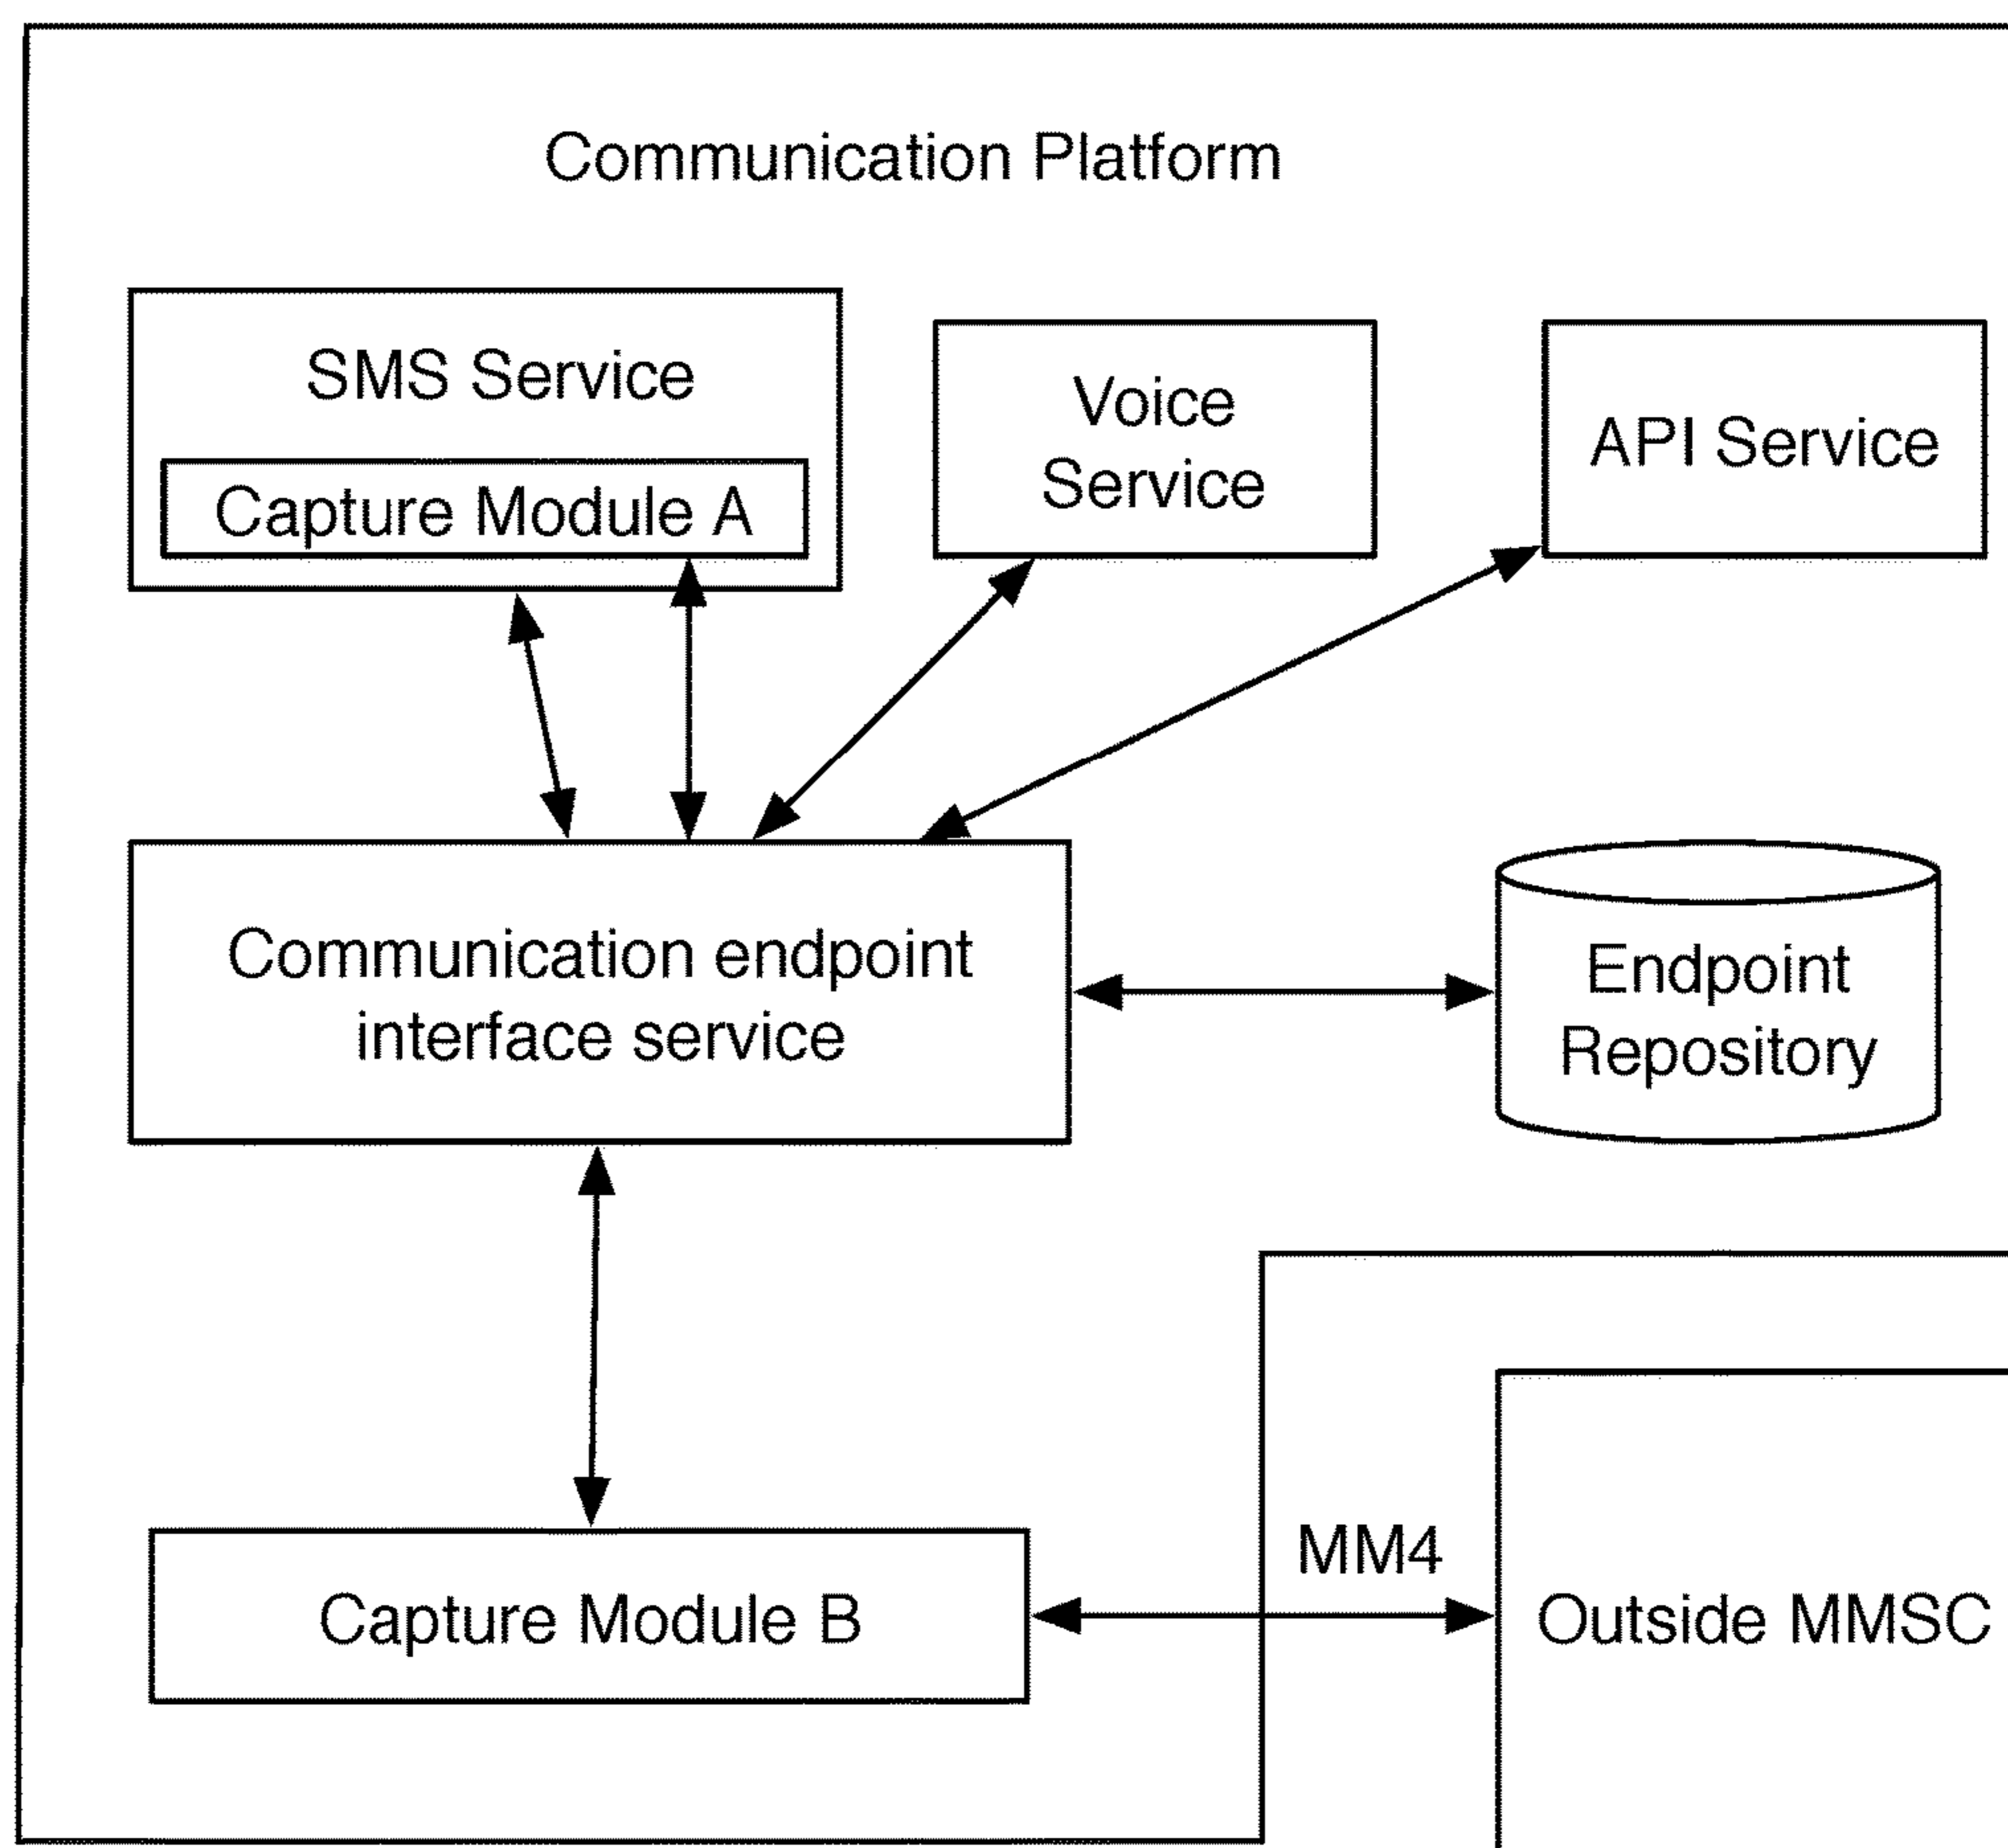 Communication Platform
SMS Service
Capture Module A
Voice
Service
API Service
Communication endpoint
interface service
Endpoint
Repository
MM4
Capture Module B
Outside MMSC